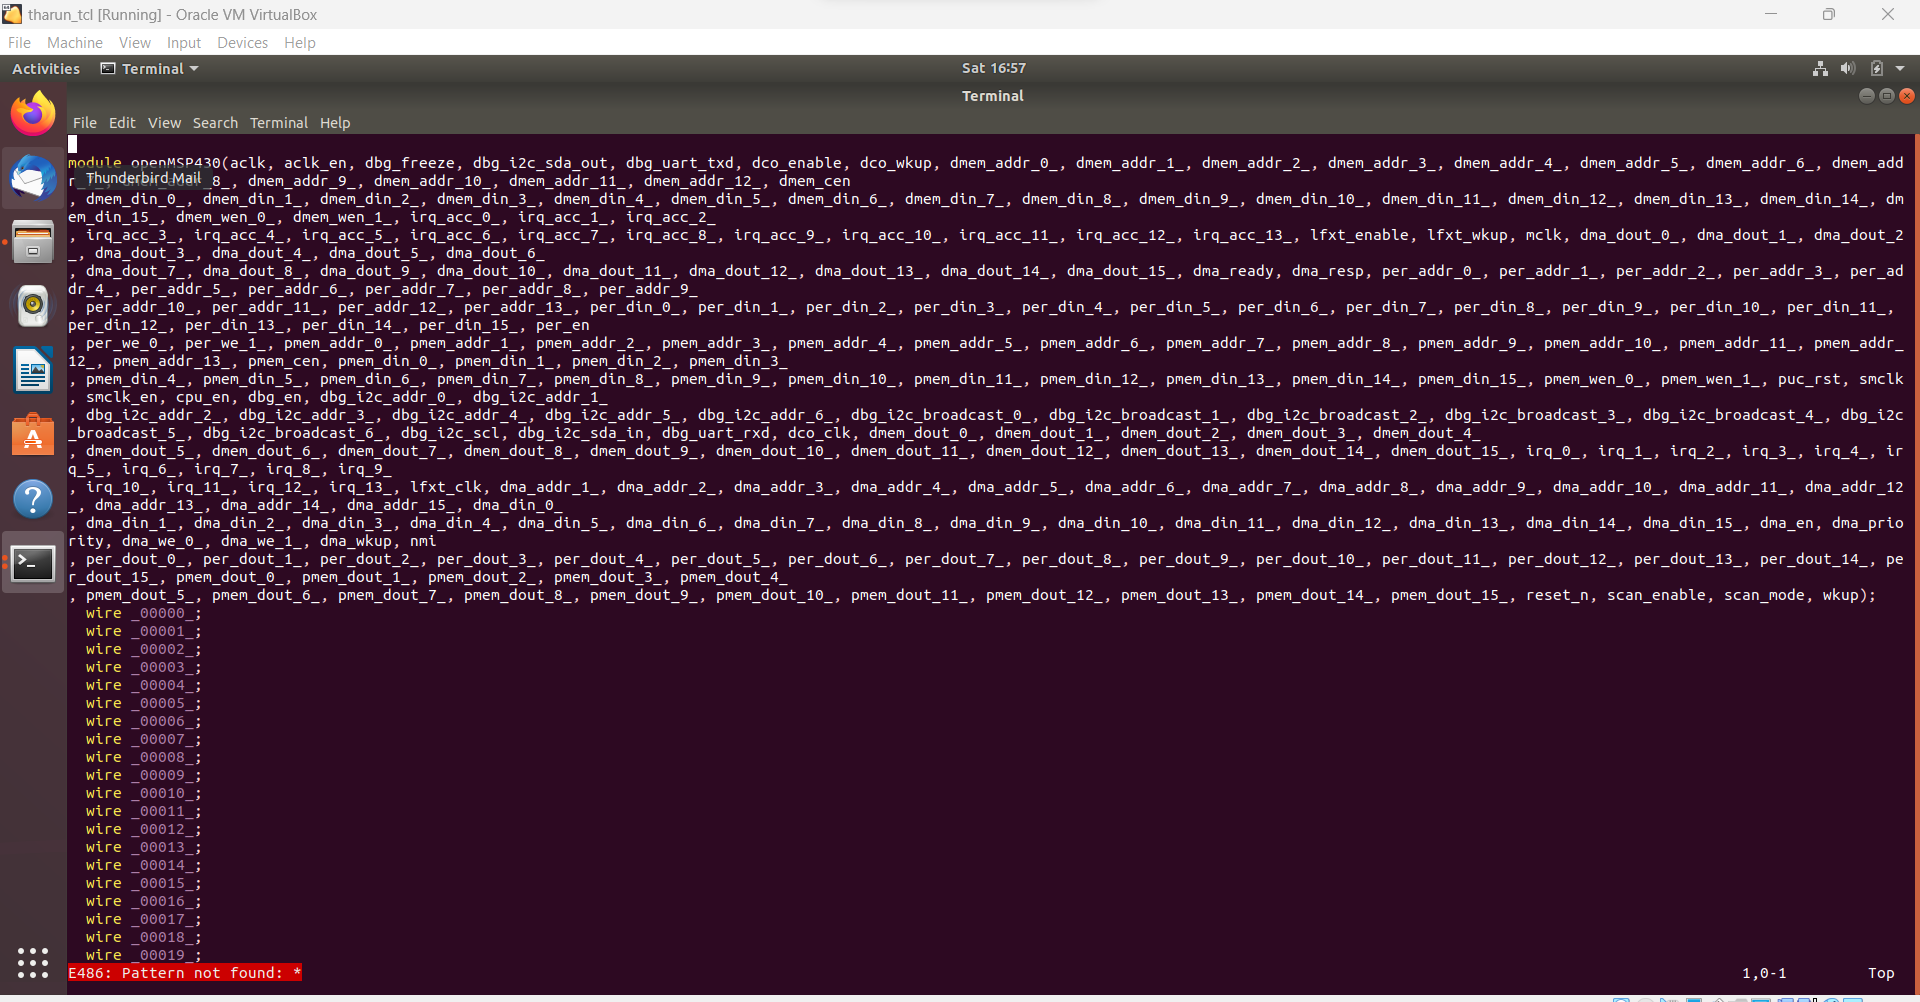 tharun_tcl [Running] - Oracle VM VirtualBox
File Machine View Input Devices Help
Activities Terminal Sat 16:57
Terminal
File Edit View Search Terminal Help
module openMSP430(aclk, aclk_en, dbg_freeze, dbg_i2c_sda_out, dbg_uart_txd, dco_enable, dco_wkup, dmem_addr_0_, dmem_addr_1_, dmem_addr_2_, dmem_addr_3_, dmem_addr_4_, dmem_addr_5_, dmem_addr_6_, dmem_add
Thunderbird Mail
8_, dmem_addr_9_, dmem_addr_10_, dmem_addr_11_, dmem_addr_12_, dmem_cen
, dmem_din_0_, dmem_din_1_, dmem_din_2_, dmem_din_3_, dmem_din_4_, dmem_din_5_, dmem_din_6_, dmem_din_7_, dmem_din_8_, dmem_din_9_, dmem_din_10_, dmem_din_11_, dmem_din_12_, dmem_din_13_, dmem_din_14_, dm
em_din_15_, dmem_wen_0_, dmem_wen_1_, irq_acc_0_, irq_acc_1_, irq_acc_2_
, irq_acc_3_, irq_acc_4_, irq_acc_5_, irq_acc_6_, irq_acc_7_, irq_acc_8_, irq_acc_9_, irq_acc_10_, irq_acc_11_, irq_acc_12_, irq_acc_13_, lfxt_enable, lfxt_wkup, mclk, dma_dout_0_, dma_dout_1_, dma_dout_2
_, dma_dout_3_, dma_dout_4_, dma_dout_5_, dma_dout_6_
, dma_dout_7_, dma_dout_8_, dma_dout_9_, dma_dout_10_, dma_dout_11_, dma_dout_12_, dma_dout_13_, dma_dout_14_, dma_dout_15_, dma_ready, dma_resp, per_addr_0_, per_addr_1_, per_addr_2_, per_addr_3_, per_ad
dr_4_, per_addr_5_, per_addr_6_, per_addr_7_, per_addr_8_, per_addr_9_
, per_addr_10_, per_addr_11_, per_addr_12_, per_addr_13_, per_din_0_, per_din_1_, per_din_2_, per_din_3_, per_din_4_, per_din_5_, per_din_6_, per_din_7_, per_din_8_, per_din_9_, per_din_10_, per_din_11_,
per_din_12_, per_din_13_, per_din_14_, per_din_15_, per_en
, per_we_0_, per_we_1_, pmem_addr_0_, pmem_addr_1_, pmem_addr_2_, pmem_addr_3_, pmem_addr_4_, pmem_addr_5_, pmem_addr_6_, pmem_addr_7_, pmem_addr_8_, pmem_addr_9_, pmem_addr_10_, pmem_addr_11_, pmem_addr_
12_, pmem_addr_13_, pmem_cen, pmem_din_0_, pmem_din_1_, pmem_din_2_, pmem_din_3_
, pmem_din_4_, pmem_din_5_, pmem_din_6_, pmem_din_7_, pmem_din_8_, pmem_din_9_, pmem_din_10_, pmem_din_11_, pmem_din_12_, pmem_din_13_, pmem_din_14_, pmem_din_15_, pmem_wen_0_, pmem_wen_1_, puc_rst, smclk
, smclk_en, cpu_en, dbg_en, dbg_i2c_addr_0_, dbg_i2c_addr_1_
, dbg_i2c_addr_2_, dbg_i2c_addr_3_, dbg_i2c_addr_4_, dbg_i2c_addr_5_, dbg_i2c_addr_6_, dbg_i2c_broadcast_0_, dbg_i2c_broadcast_1_, dbg_i2c_broadcast_2_, dbg_i2c_broadcast_3_, dbg_i2c_broadcast_4_, dbg_i2c
_broadcast_5_, dbg_i2c_broadcast_6_, dbg_i2c_scl, dbg_i2c_sda_in, dbg_uart_rxd, dco_clk, dmem_dout_0_, dmem_dout_1_, dmem_dout_2_, dmem_dout_3_, dmem_dout_4_
, dmem_dout_5_, dmem_dout_6_, dmem_dout_7_, dmem_dout_8_, dmem_dout_9_, dmem_dout_10_, dmem_dout_11_, dmem_dout_12_, dmem_dout_13_, dmem_dout_14_, dmem_dout_15_, irq_0_, irq_1_, irq_2_, irq_3_, irq_4_, ir
q_5_, irq_6_, irq_7_, irq_8_, irq_9_
, irq_10_, irq_11_, irq_12_, irq_13_, lfxt_clk, dma_addr_1_, dma_addr_2_, dma_addr_3_, dma_addr_4_, dma_addr_5_, dma_addr_6_, dma_addr_7_, dma_addr_8_, dma_addr_9_, dma_addr_10_, dma_addr_11_, dma_addr_12
_, dma_addr_13_, dma_addr_14_, dma_addr_15_, dma_din_0_
, dma_din_1_, dma_din_2_, dma_din_3_, dma_din_4_, dma_din_5_, dma_din_6_, dma_din_7_, dma_din_8_, dma_din_9_, dma_din_10_, dma_din_11_, dma_din_12_, dma_din_13_, dma_din_14_, dma_din_15_, dma_en, dma_prio
rity, dma_we_0_, dma_we_1_, dma_wkup, nmi
, per_dout_0_, per_dout_1_, per_dout_2_, per_dout_3_, per_dout_4_, per_dout_5_, per_dout_6_, per_dout_7_, per_dout_8_, per_dout_9_, per_dout_10_, per_dout_11_, per_dout_12_, per_dout_13_, per_dout_14_, pe
r_dout_15_, pmem_dout_0_, pmem_dout_1_, pmem_dout_2_, pmem_dout_3_, pmem_dout_4_
, pmem_dout_5_, pmem_dout_6_, pmem_dout_7_, pmem_dout_8_, pmem_dout_9_, pmem_dout_10_, pmem_dout_11_, pmem_dout_12_, pmem_dout_13_, pmem_dout_14_, pmem_dout_15_, reset_n, scan_enable, scan_mode, wkup);
wire _00000_;
wire _00001_;
wire _00002_;
wire _00003_;
wire _00004_;
wire _00005_;
wire _00006_;
wire _00007_;
wire _00008_;
wire _00009_;
wire _00010_;
wire _00011_;
wire _00012_;
wire _00013_;
wire _00014_;
wire _00015_;
wire _00016_;
wire _00017_;
wire _00018_;
wire _00019_;
E486: Pattern not found: * 1,0-1 Top